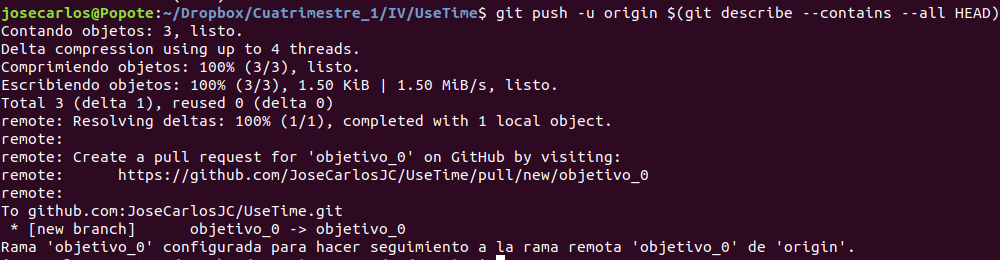 josecarlos@Popote:~/Dropbox/Cuatrimestre_1/IV/UseTime$ git push -u origin $(git describe --contains --all HEAD)
Contando objetos: 3, listo.
Delta compression using up to 4 threads.
Comprimiendo objetos: 100% (3/3), listo.
Escribiendo objetos: 100% (3/3), 1.50 KiB | 1.50 MiB/s, listo.
Total 3 (delta 1), reused 0 (delta 0)
remote: Resolving deltas: 100% (1/1), completed with 1 local object.
remote:
remote: Create a pull request for 'objetivo_0' on GitHub by visiting:
remote:      https://github.com/JoseCarlosJC/UseTime/pull/new/objetivo_0
remote:
To github.com:JoseCarlosJC/UseTime.git
 * [new branch]      objetivo_0 -> objetivo_0
Rama 'objetivo_0' configurada para hacer seguimiento a la rama remota 'objetivo_0' de 'origin'.